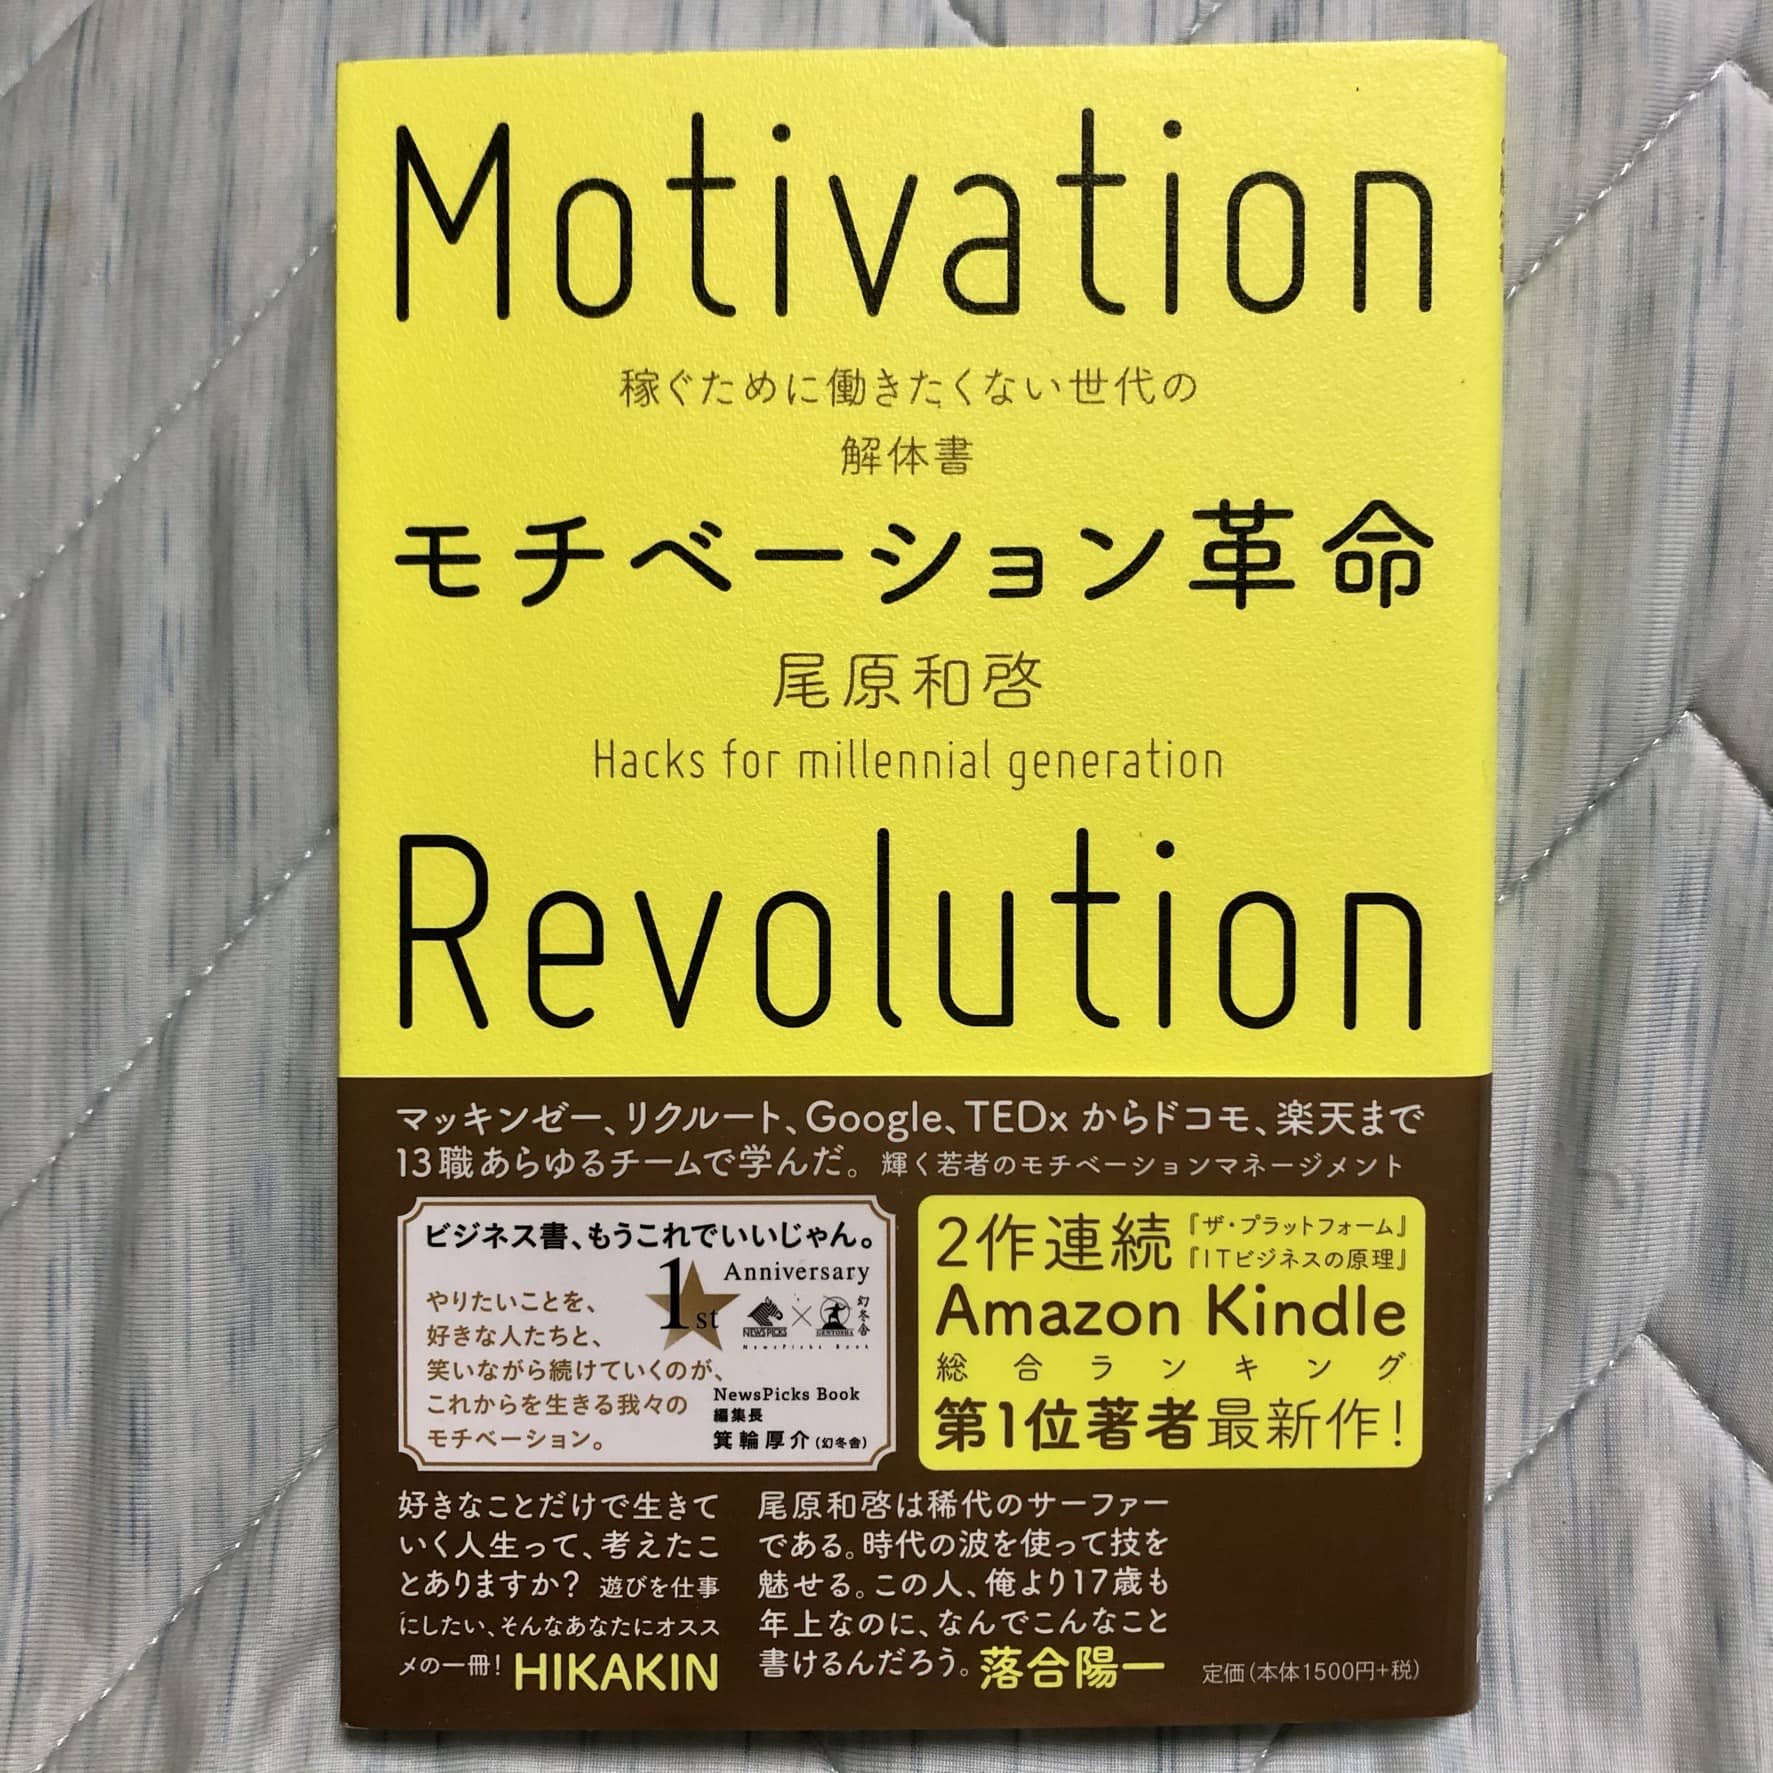 Motivation
稼ぐために働きたくない世代の
解体書
モチベーション革命
尾原和啓
Hacks for millennial generation
Revolution
マッキンゼー、リクルート、Google、TEDxからドコモ、楽天まで
13職あらゆるチームで学んだ。輝く若者のモチベーションマネージメント
ビジネス書、もうこれでいいじゃん。
1st Anniversary
NEWSPICKS × GENTOSHA 幻冬舎
NewsPicks Book
やりたいことを、
好きな人たちと、
笑いながら続けていくのが、
これからを生きる我々の
モチベーション。
NewsPicks Book
編集長
箕輪厚介(幻冬舎)
2作連続『ザ・プラットフォーム』
『ITビジネスの原理』
Amazon Kindle
総合ランキング
第1位著者最新作!
好きなことだけで生きて
いく人生って、考えたこ
とありますか? 遊びを仕事
にしたい、そんなあなたにオスス
メの一冊! HIKAKIN
尾原和啓は稀代のサーファー
である。時代の波を使って技を
魅せる。この人、俺より17歳も
年上なのに、なんでこんなこと
書けるんだろう。落合陽一
定価(本体1500円+税)